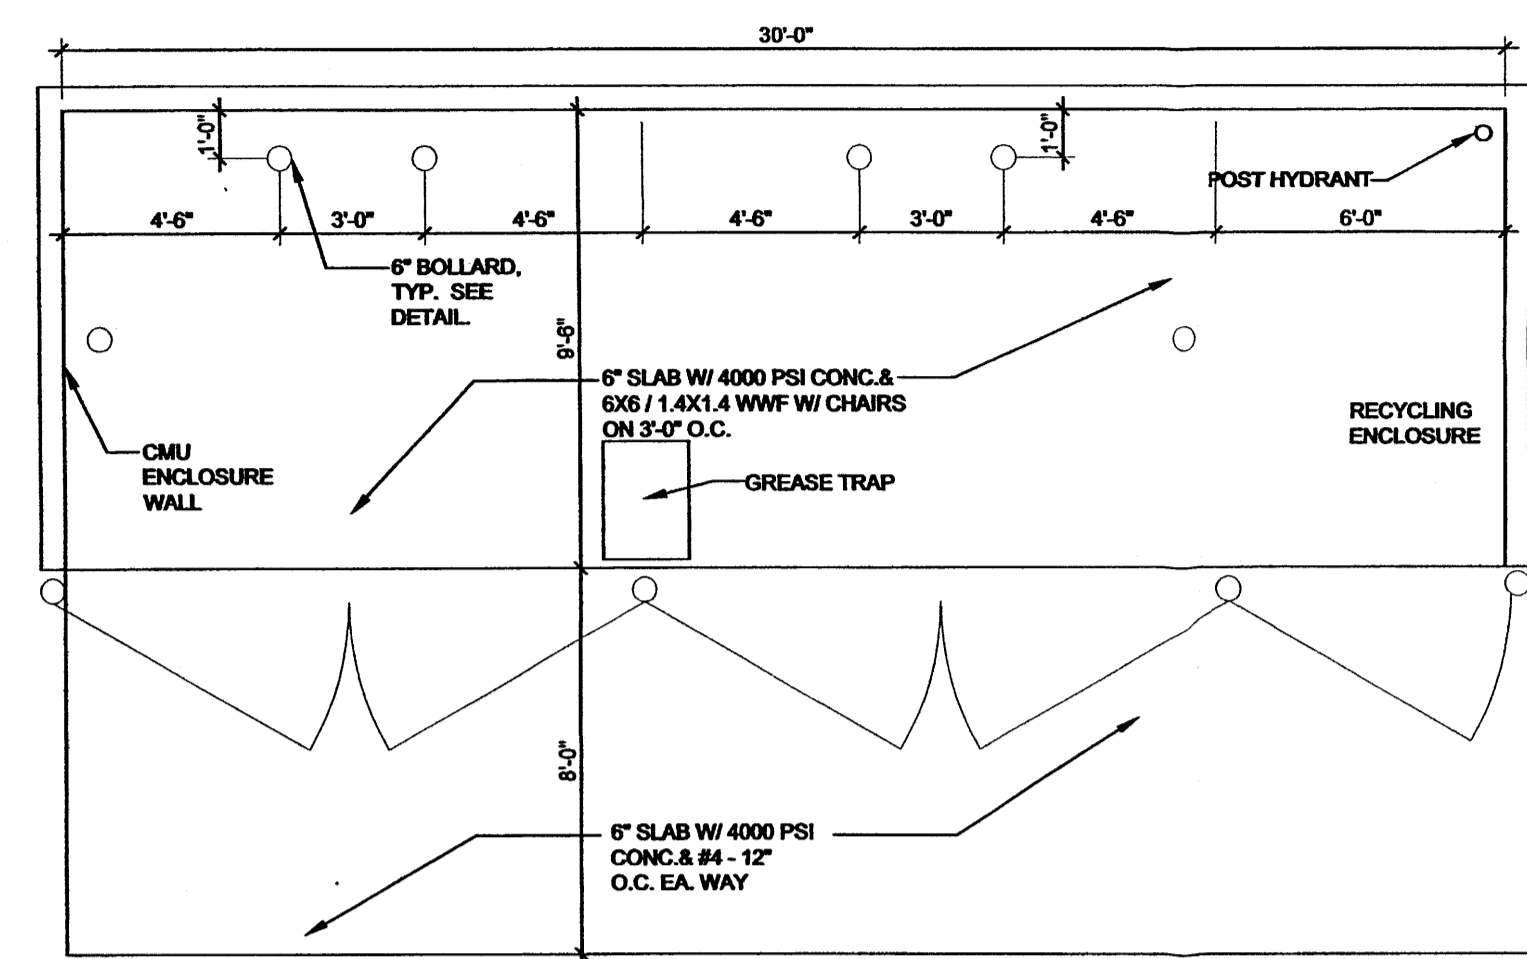 30'-0"
1'-0"
1'-0"
POST HYDRANT
4'-6"
3'-0"
4'-6"
4'-6"
3'-0"
4'-6"
6'-0"
6" BOLLARD,
TYP. SEE
DETAIL.
9'-6"
6" SLAB W/ 4000 PSI CONC.&
6X6 / 1.4X1.4 WWF W/ CHAIRS
ON 3'-0" O.C.
RECYCLING
ENCLOSURE
CMU
ENCLOSURE
WALL
GREASE TRAP
8'-0"
6" SLAB W/ 4000 PSI
CONC.& #4 - 12"
O.C. EA. WAY